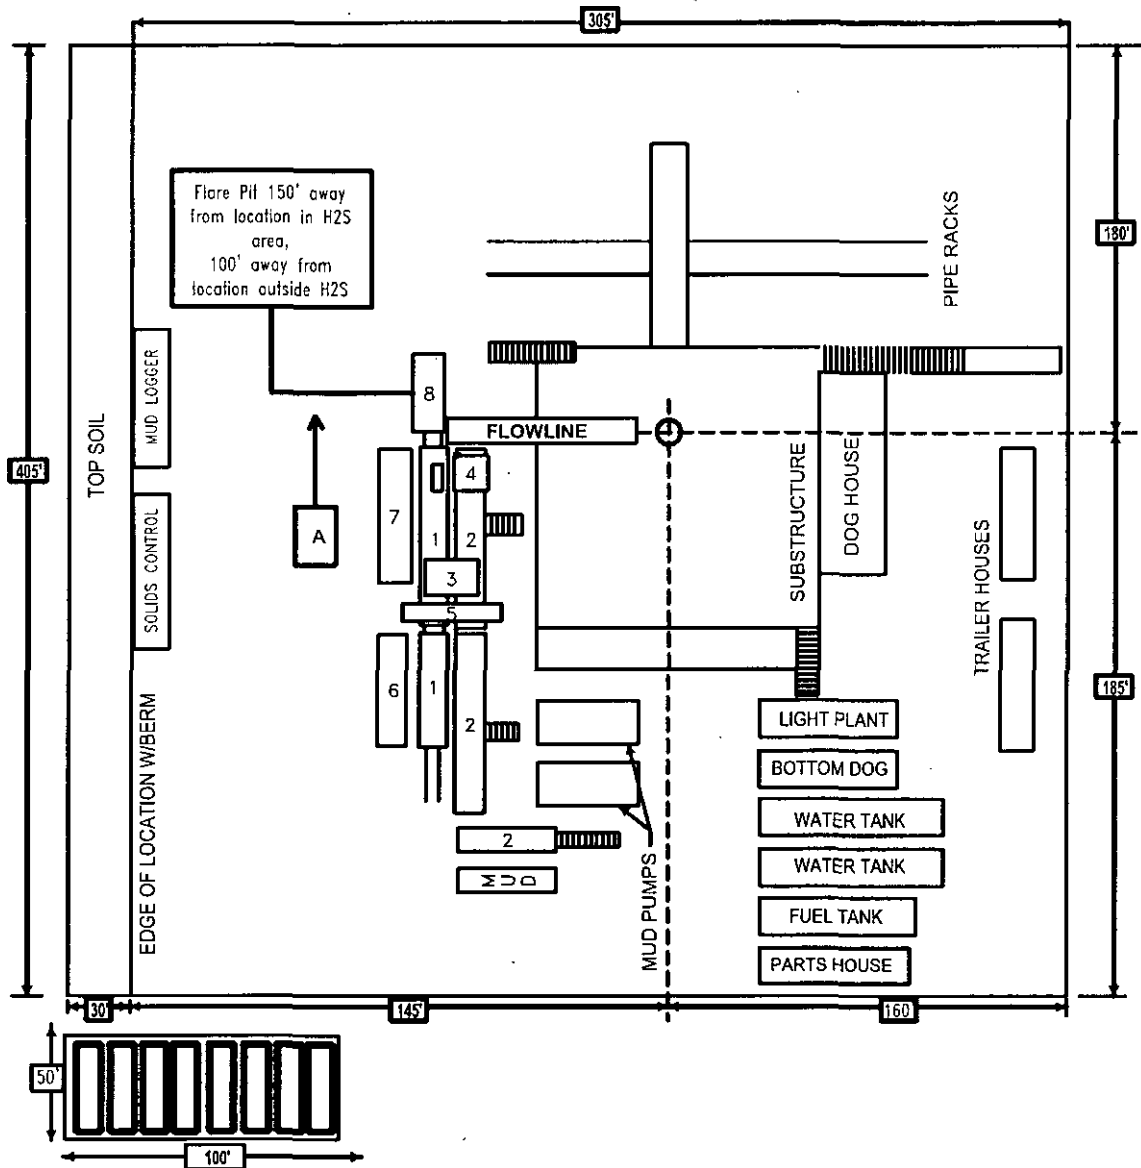 305'
Flare Pit 150' away
from location in H2S
area,
100' away from
location outside H2S
180'
PIPE RACKS
MUD LOGGER
8
FLOWLINE
TOP SOIL
405'
4
7
A
1
2
SUBSTRUCTURE
DOG HOUSE
3
SOLIDS CONTROL
5
TRAILER HOUSES
6
1
2
185'
LIGHT PLANT
BOTTOM DOG
EDGE OF LOCATION W/BERM
WATER TANK
2
WATER TANK
MUD
MUD PUMPS
FUEL TANK
PARTS HOUSE
30'
145'
160
50'
100'